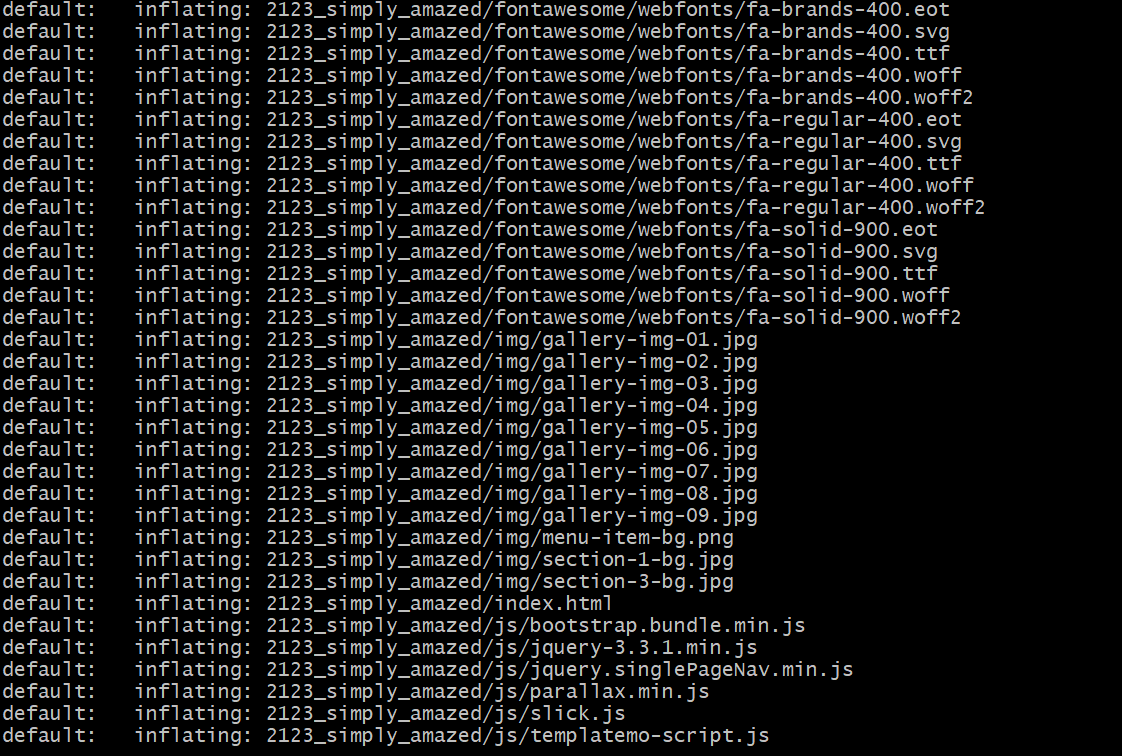 default:   inflating: 2123_simply_amazed/fontawesome/webfonts/fa-brands-400.eot
default:   inflating: 2123_simply_amazed/fontawesome/webfonts/fa-brands-400.svg
default:   inflating: 2123_simply_amazed/fontawesome/webfonts/fa-brands-400.ttf
default:   inflating: 2123_simply_amazed/fontawesome/webfonts/fa-brands-400.woff
default:   inflating: 2123_simply_amazed/fontawesome/webfonts/fa-brands-400.woff2
default:   inflating: 2123_simply_amazed/fontawesome/webfonts/fa-regular-400.eot
default:   inflating: 2123_simply_amazed/fontawesome/webfonts/fa-regular-400.svg
default:   inflating: 2123_simply_amazed/fontawesome/webfonts/fa-regular-400.ttf
default:   inflating: 2123_simply_amazed/fontawesome/webfonts/fa-regular-400.woff
default:   inflating: 2123_simply_amazed/fontawesome/webfonts/fa-regular-400.woff2
default:   inflating: 2123_simply_amazed/fontawesome/webfonts/fa-solid-900.eot
default:   inflating: 2123_simply_amazed/fontawesome/webfonts/fa-solid-900.svg
default:   inflating: 2123_simply_amazed/fontawesome/webfonts/fa-solid-900.ttf
default:   inflating: 2123_simply_amazed/fontawesome/webfonts/fa-solid-900.woff
default:   inflating: 2123_simply_amazed/fontawesome/webfonts/fa-solid-900.woff2
default:   inflating: 2123_simply_amazed/img/gallery-img-01.jpg
default:   inflating: 2123_simply_amazed/img/gallery-img-02.jpg
default:   inflating: 2123_simply_amazed/img/gallery-img-03.jpg
default:   inflating: 2123_simply_amazed/img/gallery-img-04.jpg
default:   inflating: 2123_simply_amazed/img/gallery-img-05.jpg
default:   inflating: 2123_simply_amazed/img/gallery-img-06.jpg
default:   inflating: 2123_simply_amazed/img/gallery-img-07.jpg
default:   inflating: 2123_simply_amazed/img/gallery-img-08.jpg
default:   inflating: 2123_simply_amazed/img/gallery-img-09.jpg
default:   inflating: 2123_simply_amazed/img/menu-item-bg.png
default:   inflating: 2123_simply_amazed/img/section-1-bg.jpg
default:   inflating: 2123_simply_amazed/img/section-3-bg.jpg
default:   inflating: 2123_simply_amazed/index.html
default:   inflating: 2123_simply_amazed/js/bootstrap.bundle.min.js
default:   inflating: 2123_simply_amazed/js/jquery-3.3.1.min.js
default:   inflating: 2123_simply_amazed/js/jquery.singlePageNav.min.js
default:   inflating: 2123_simply_amazed/js/parallax.min.js
default:   inflating: 2123_simply_amazed/js/slick.js
default:   inflating: 2123_simply_amazed/js/templatemo-script.js